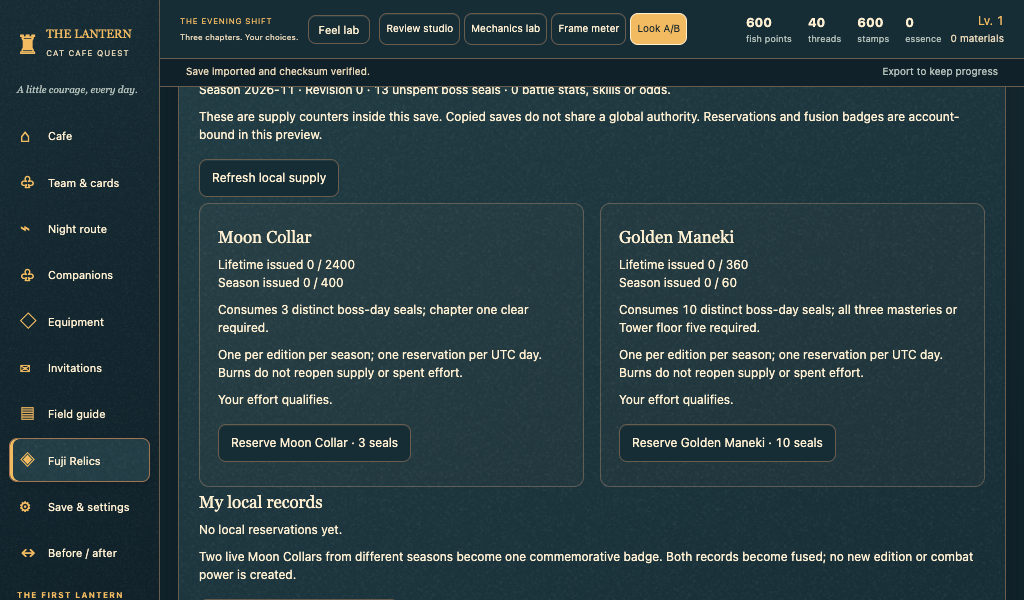 THE LANTERN
CAT CAFE QUEST
A little courage, every day.
Cafe
Team & cards
Night route
Companions
Equipment
Invitations
Field guide
Fuji Relics
Save & settings
Before / after
THE FIRST LANTERN
THE EVENING SHIFT
Three chapters. Your choices.
Feel lab
Review studio
Mechanics lab
Frame meter
Look A/B
600
fish points
40
threads
600
stamps
0
essence
Lv. 1
0 materials
Save imported and checksum verified.
Export to keep progress
Season 2026-11 · Revision 0 · 13 unspent boss seals · 0 battle stats, skills or odds.
These are supply counters inside this save. Copied saves do not share a global authority. Reservations and fusion badges are account-
bound in this preview.
Refresh local supply
Moon Collar
Lifetime issued 0 / 2400
Season issued 0 / 400
Consumes 3 distinct boss-day seals; chapter one clear
required.
One per edition per season; one reservation per UTC day.
Burns do not reopen supply or spent effort.
Your effort qualifies.
Reserve Moon Collar · 3 seals
Golden Maneki
Lifetime issued 0 / 360
Season issued 0 / 60
Consumes 10 distinct boss-day seals; all three masteries or
Tower floor five required.
One per edition per season; one reservation per UTC day.
Burns do not reopen supply or spent effort.
Your effort qualifies.
Reserve Golden Maneki · 10 seals
My local records
No local reservations yet.
Two live Moon Collars from different seasons become one commemorative badge. Both records become fused; no new edition or combat
power is created.